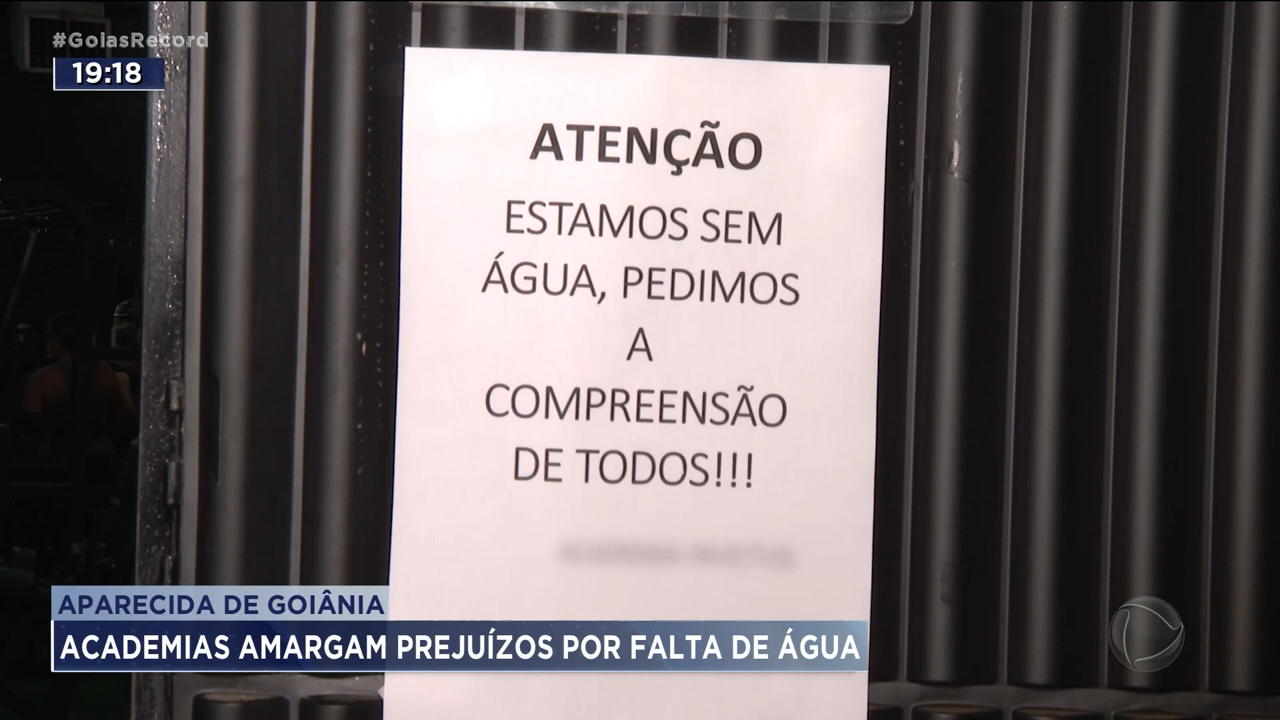 #GoiasRecord
19:18
ATENÇÃO
ESTAMOS SEM
ÁGUA, PEDIMOS
A
COMPREENSÃO
DE TODOS!!!
APARECIDA DE GOIÂNIA
ACADEMIAS AMARGAM PREJUÍZOS POR FALTA DE ÁGUA